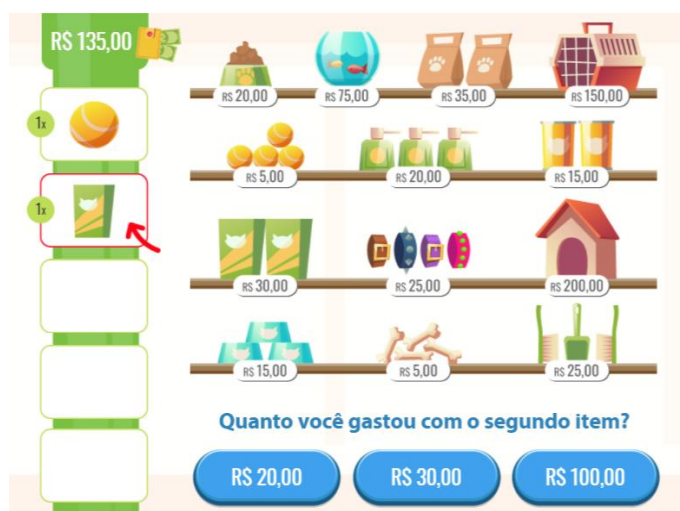 R$ 135,00
1x
1x
R$ 20,00
R$ 75,00
R$ 35,00
R$ 150,00
R$ 5,00
R$ 20,00
R$ 15,00
R$ 30,00
R$ 25,00
R$ 200,00
R$ 15,00
R$ 5,00
R$ 25,00
Quanto você gastou com o segundo item?
R$ 20,00
R$ 30,00
R$ 100,00